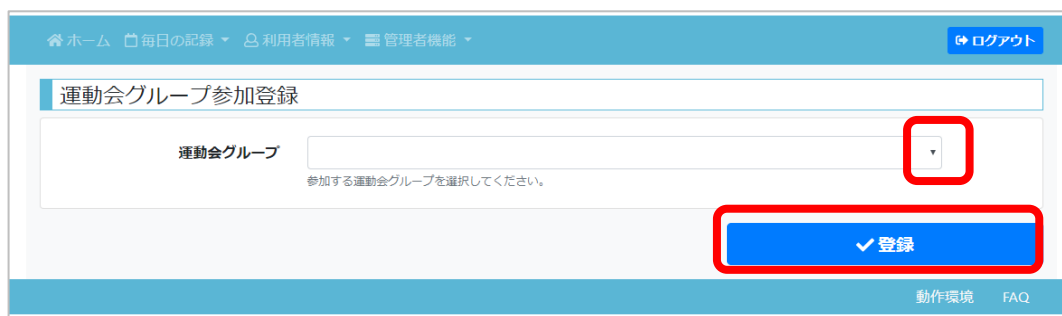 ホーム 毎日の記録 利用者情報 管理者機能 ログアウト
運動会グループ参加登録
運動会グループ
参加する運動会グループを選択してください。
登録
動作環境 FAQ